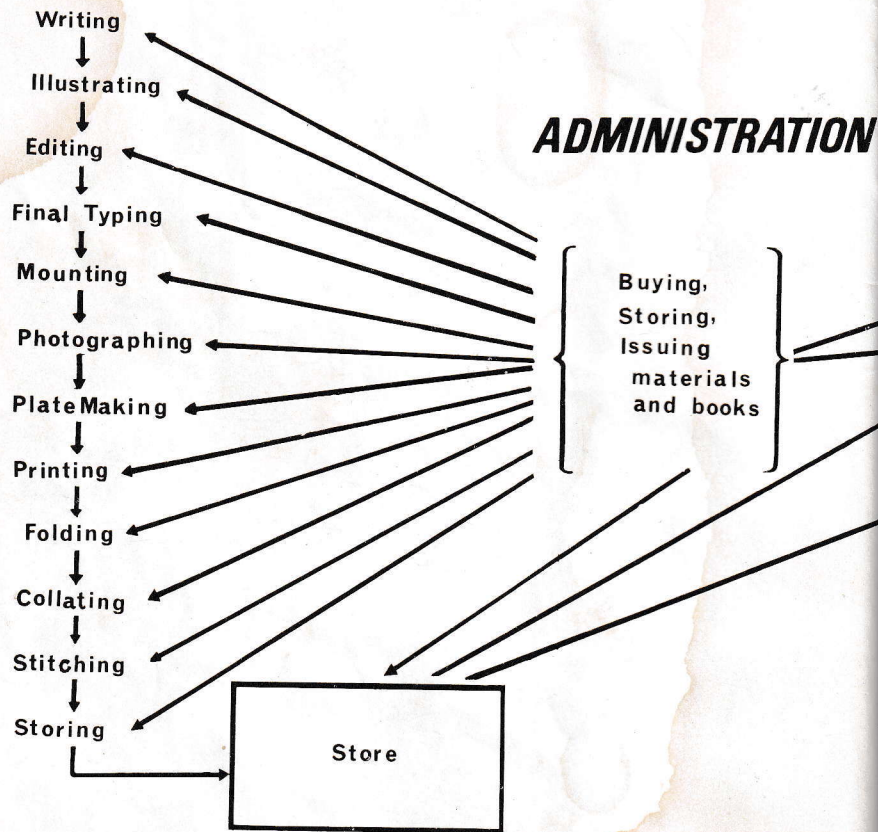 Writing
Illustrating
Editing
Final Typing
Mounting
Photographing
Plate Making
Printing
Folding
Collating
Stitching
Storing
ADMINISTRATION
Buying,
Storing,
Issuing
materials
and books
Store